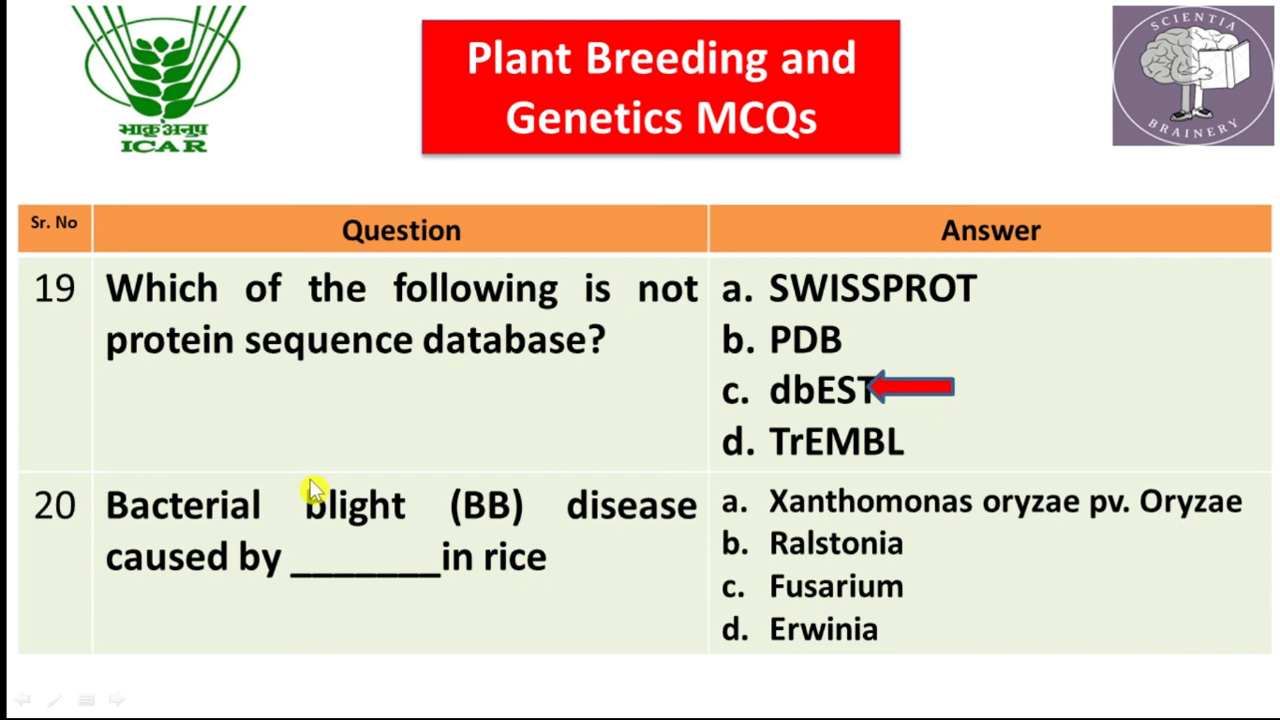 भाकृअनुप
ICAR
Plant Breeding and
Genetics MCQs
SCIENTIA
BRAINERY
Sr. No
Question
Answer
19
Which of the following is not
protein sequence database?
a. SWISSPROT
b. PDB
c. dbEST
d. TrEMBL
20
Bacterial blight (BB) disease
caused by _______in rice
a. Xanthomonas oryzae pv. Oryzae
b. Ralstonia
c. Fusarium
d. Erwinia